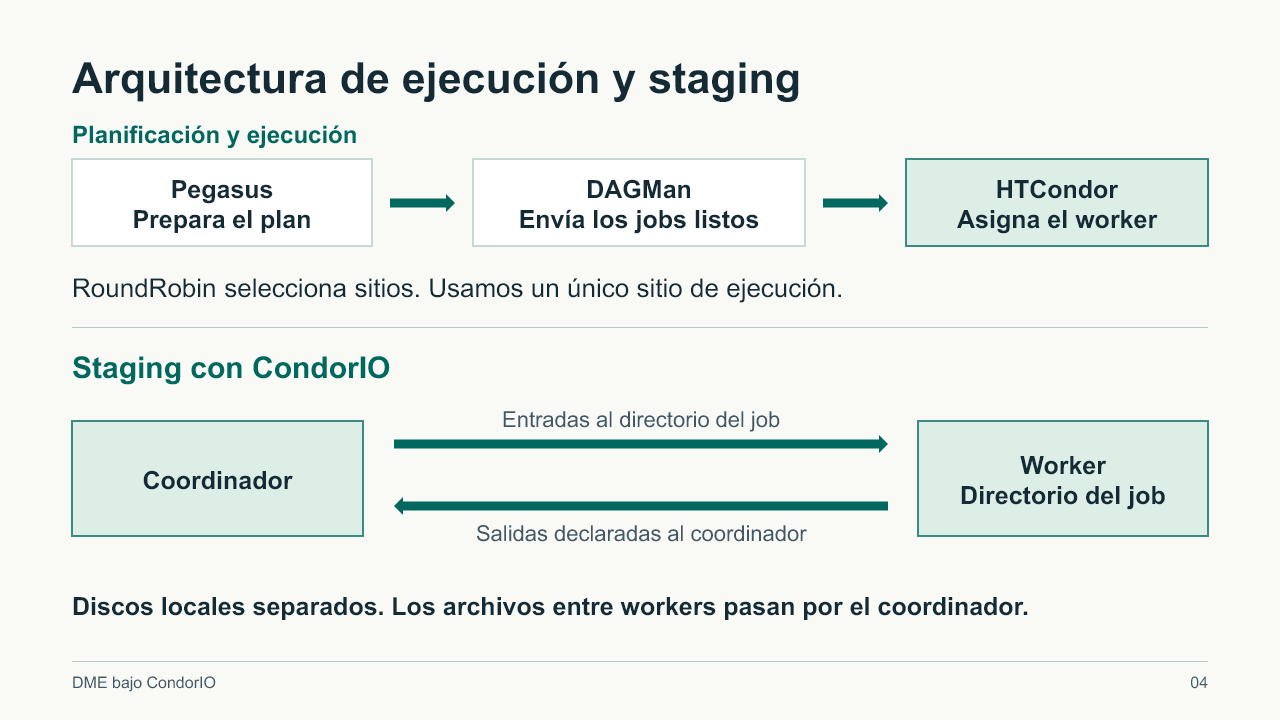 Arquitectura de ejecución y staging
Planificación y ejecución
Pegasus
Prepara el plan
DAGMan
Envía los jobs listos
HTCondor
Asigna el worker
RoundRobin selecciona sitios. Usamos un único sitio de ejecución.
Staging con CondorIO
Coordinador
Entradas al directorio del job
Salidas declaradas al coordinador
Worker
Directorio del job
Discos locales separados. Los archivos entre workers pasan por el coordinador.
DME bajo CondorIO
04